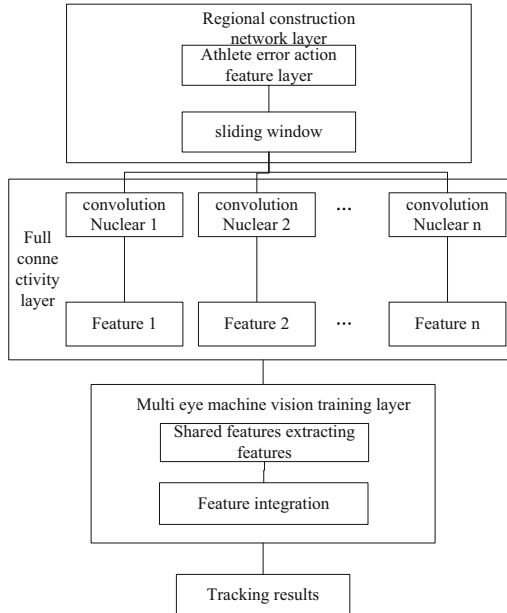 Regional construction
network layer
Athlete error action
feature layer
sliding window
convolution
Nuclear 1
convolution
Nuclear 2
...
convolution
Nuclear n
Full
conne
ctivity
layer
Feature 1
Feature 2
...
Feature n
Multi eye machine vision training layer
Shared features extracting
features
Feature integration
Tracking results